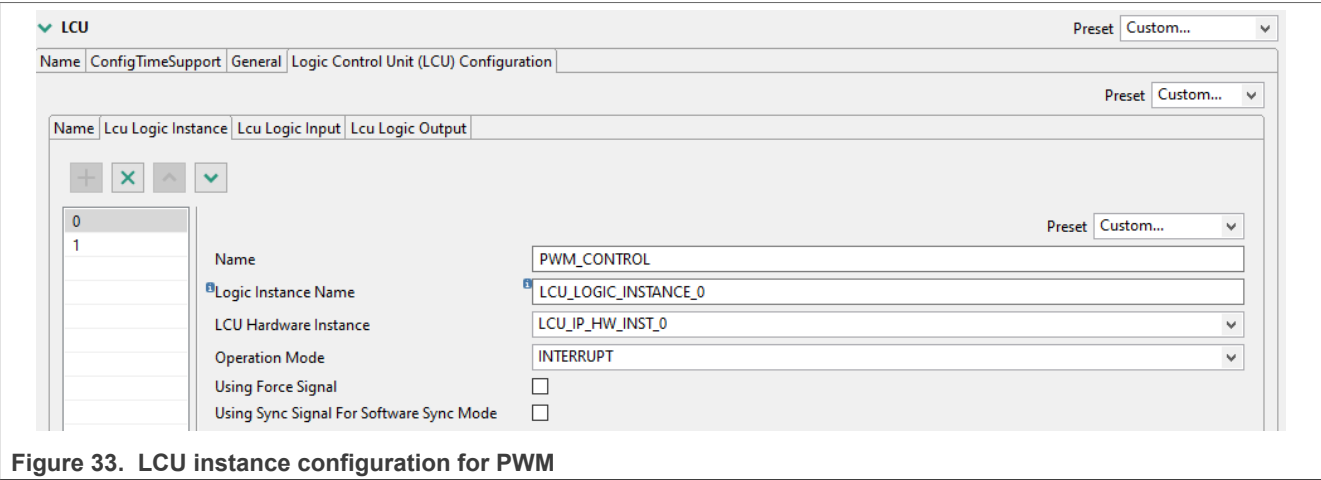 LCU
Preset Custom...
Name ConfigTimeSupport General Logic Control Unit (LCU) Configuration
Preset Custom...
Name Lcu Logic Instance Lcu Logic Input Lcu Logic Output
0
1
Preset Custom...
Name PWM_CONTROL
Logic Instance Name LCU_LOGIC_INSTANCE_0
LCU Hardware Instance LCU_IP_HW_INST_0
Operation Mode INTERRUPT
Using Force Signal
Using Sync Signal For Software Sync Mode
Figure 33. LCU instance configuration for PWM